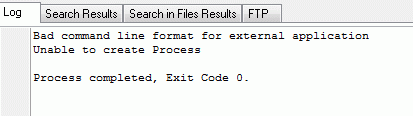 Log Search Results Search in Files Results FTP
Bad command line format for external application
Unable to create Process
Process completed, Exit Code 0.